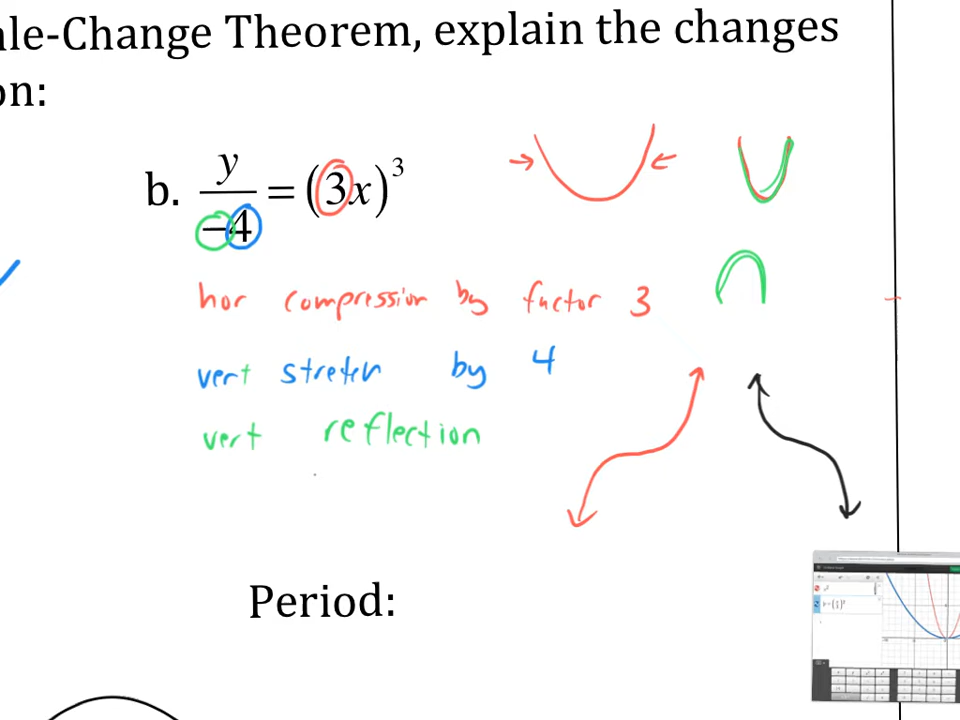 ale-Change Theorem, explain the changes
on:
b. y/-4 = (3x)³
hor compression by factor 3
vert stretch by 4
vert reflection
Period: